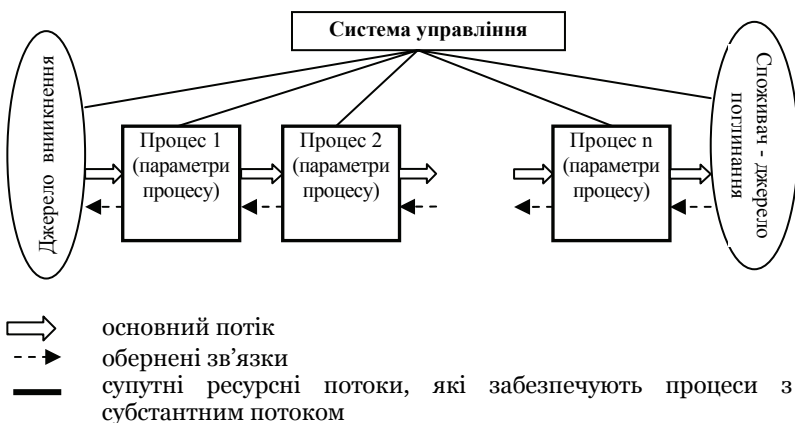 Система управління
Джерело вниикнення
Процес 1
(параметри
процесу)
Процес 2
(параметри
процесу)
Процес n
(параметри
процесу)
Споживач - джерело
поглинання
основний потік
обернені зв'язки
супутні ресурсні потоки, які забезпечують процеси з
субстантним потоком